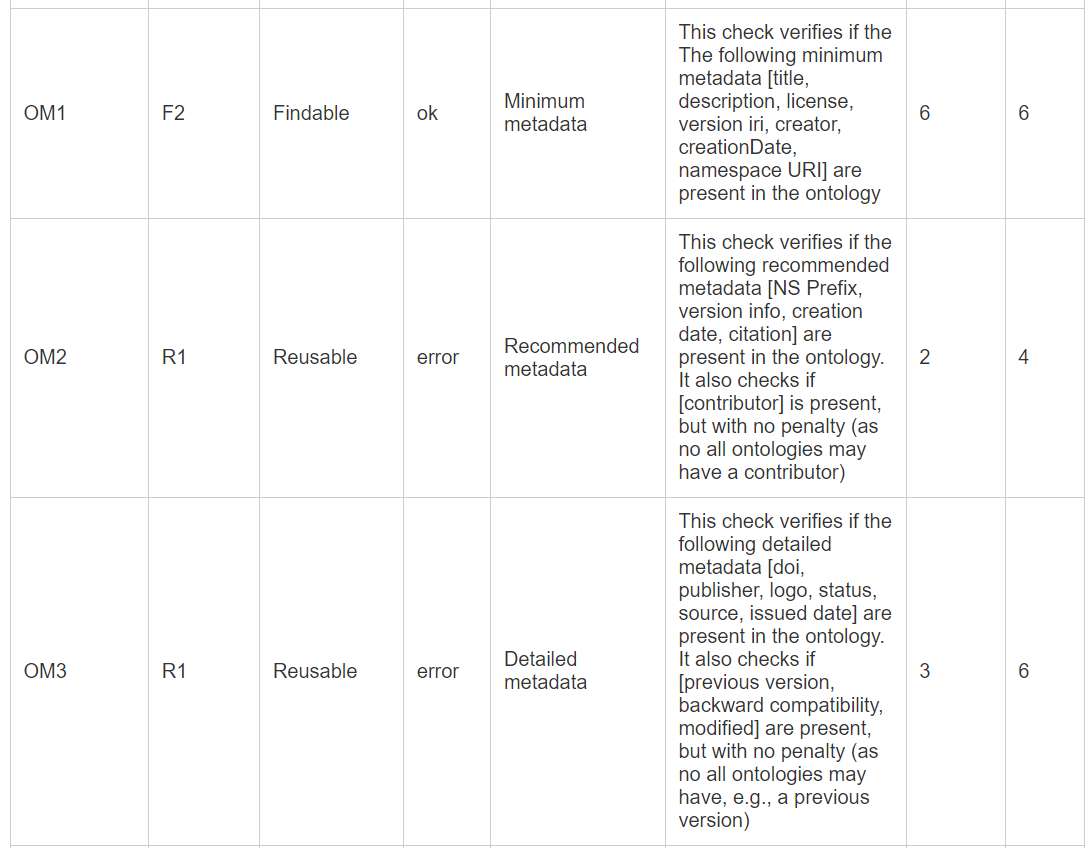 OM1
F2
Findable
ok
Minimum
metadata
This check verifies if the
The following minimum
metadata [title,
description, license,
version iri, creator,
creationDate,
namespace URI] are
present in the ontology
6
6
OM2
R1
Reusable
error
Recommended
metadata
This check verifies if the
following recommended
metadata [NS Prefix,
version info, creation
date, citation] are
present in the ontology.
It also checks if
[contributor] is present,
but with no penalty (as
no all ontologies may
have a contributor)
2
4
OM3
R1
Reusable
error
Detailed
metadata
This check verifies if the
following detailed
metadata [doi,
publisher, logo, status,
source, issued date] are
present in the ontology.
It also checks if
[previous version,
backward compatibility,
modified] are present,
but with no penalty (as
no all ontologies may
have, e.g., a previous
version)
3
6